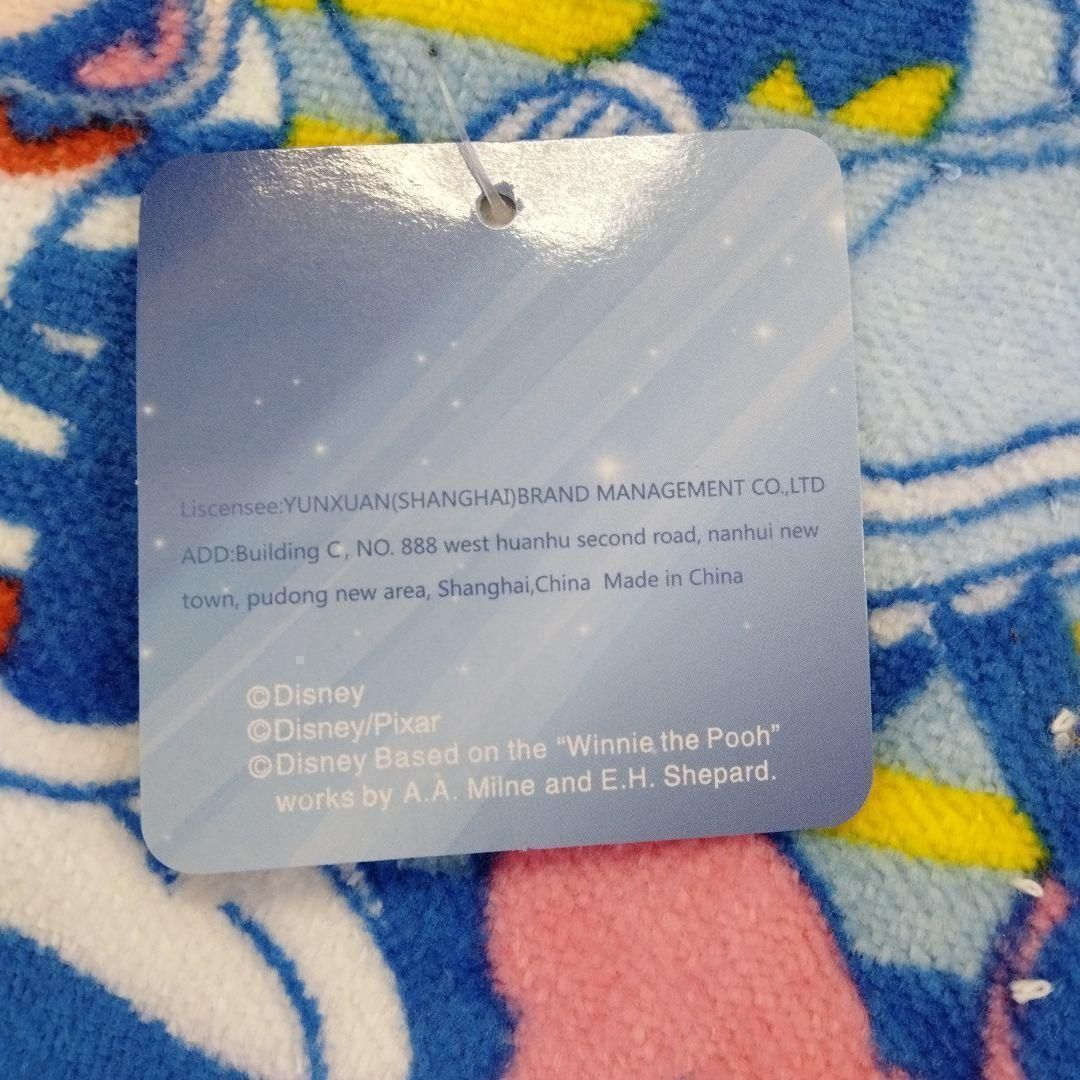 Liscensee:YUNXUAN(SHANGHAI)BRAND MANAGEMENT CO.,LTD
ADD:Building C, NO. 888 west huanhu second road, nanhui new
town, pudong new area, Shanghai,China Made in China
©Disney
©Disney/Pixar
©Disney Based on the “Winnie the Pooh”
works by A.À. Milne and E.H. Shepard.